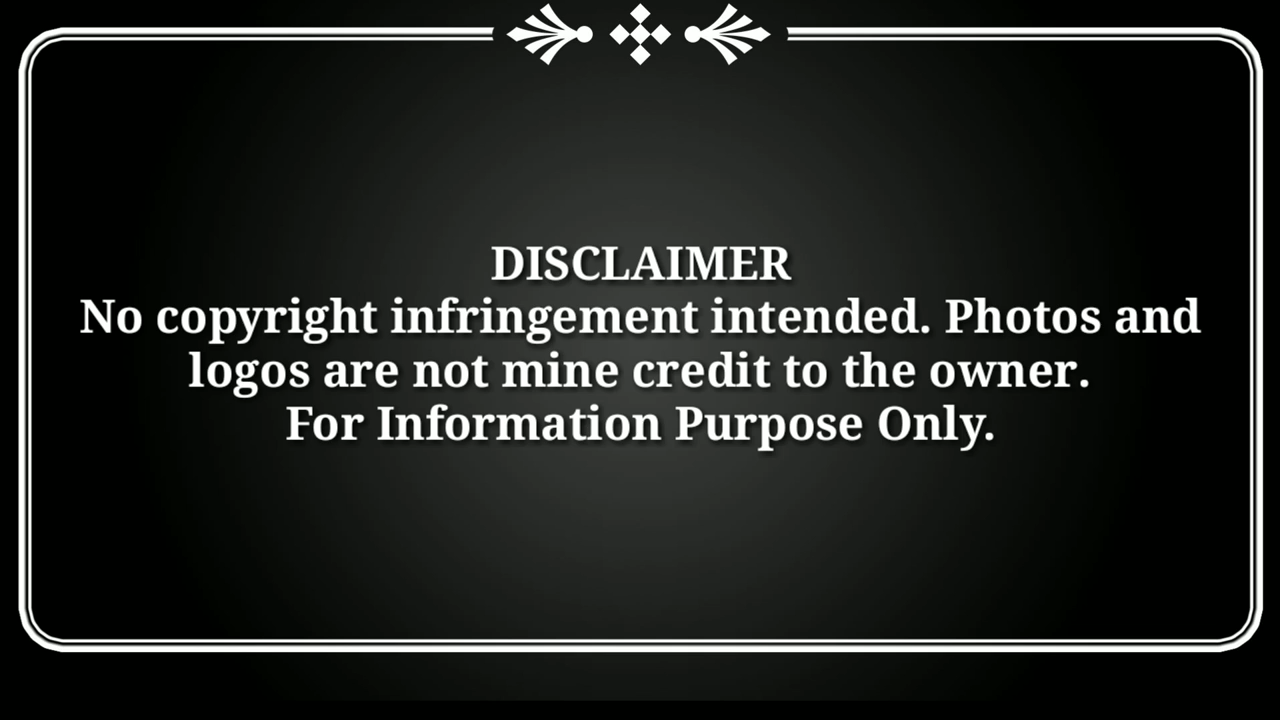 DISCLAIMER
No copyright infringement intended. Photos and
logos are not mine credit to the owner.
For Information Purpose Only.